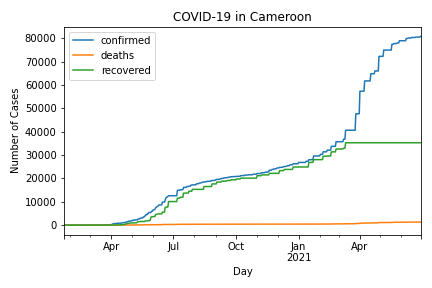 COVID-19 in Cameroon
confirmed
deaths
recovered
80000
70000
60000
50000
40000
30000
20000
10000
0
Number of Cases
Apr
Jul
Oct
Jan
2021
Apr
Day